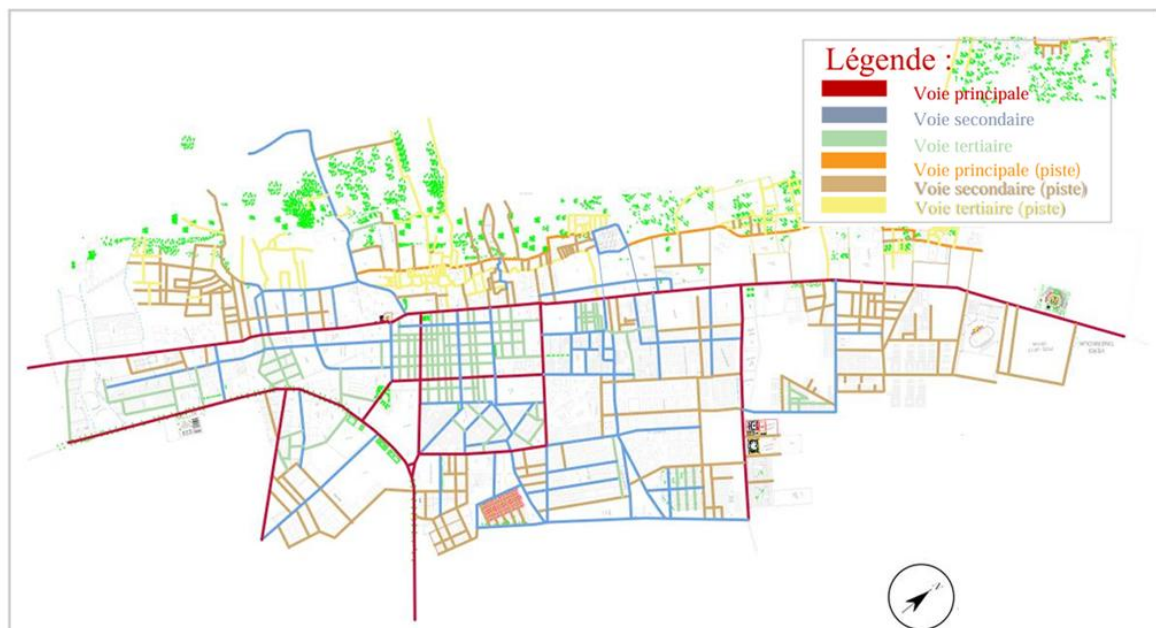 Légende :
Voie principale
Voie secondaire
Voie tertiaire
Voie principale (piste)
Voie secondaire (piste)
Voie tertiaire (piste)